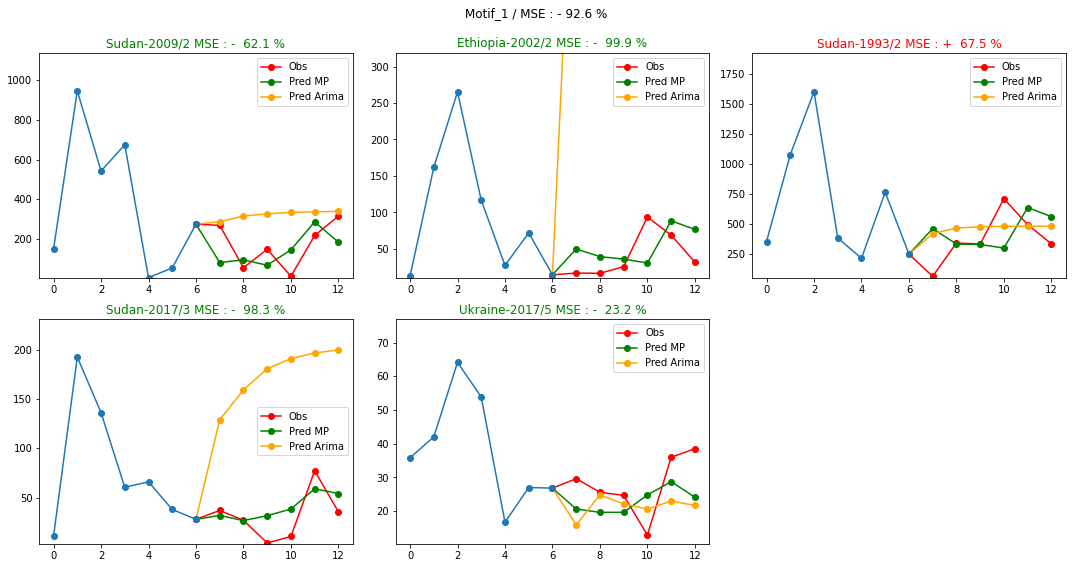 Motif_1 / MSE : - 92.6 %
Sudan-2009/2 MSE : -  62.1 %
1000
800
600
400
200
0 2 4 6 8 10 12
Obs
Pred MP
Pred Arima
Ethiopia-2002/2 MSE : -  99.9 %
300
250
200
150
100
50
0 2 4 6 8 10 12
Obs
Pred MP
Pred Arima
Sudan-1993/2 MSE : +  67.5 %
1750
1500
1250
1000
750
500
250
0 2 4 6 8 10 12
Obs
Pred MP
Pred Arima
Sudan-2017/3 MSE : -  98.3 %
200
150
100
50
0 2 4 6 8 10 12
Obs
Pred MP
Pred Arima
Ukraine-2017/5 MSE : -  23.2 %
70
60
50
40
30
20
0 2 4 6 8 10 12
Obs
Pred MP
Pred Arima